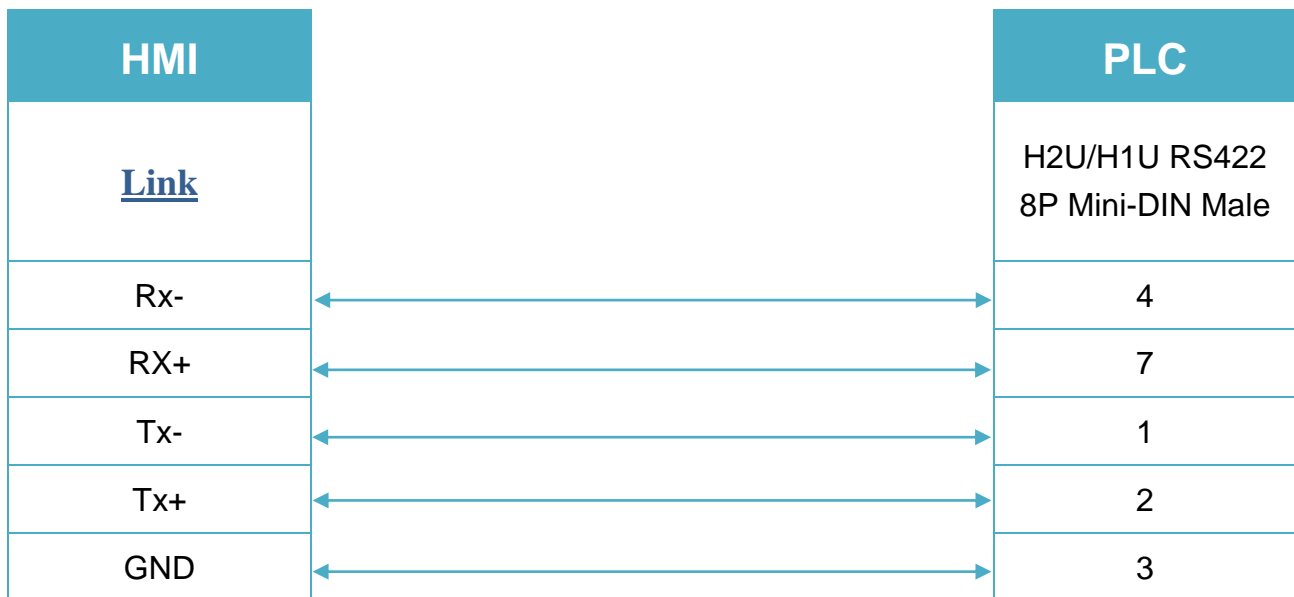 HMI
PLC
Link
H2U/H1U RS422
8P Mini-DIN Male
Rx-
4
RX+
7
Tx-
1
Tx+
2
GND
3